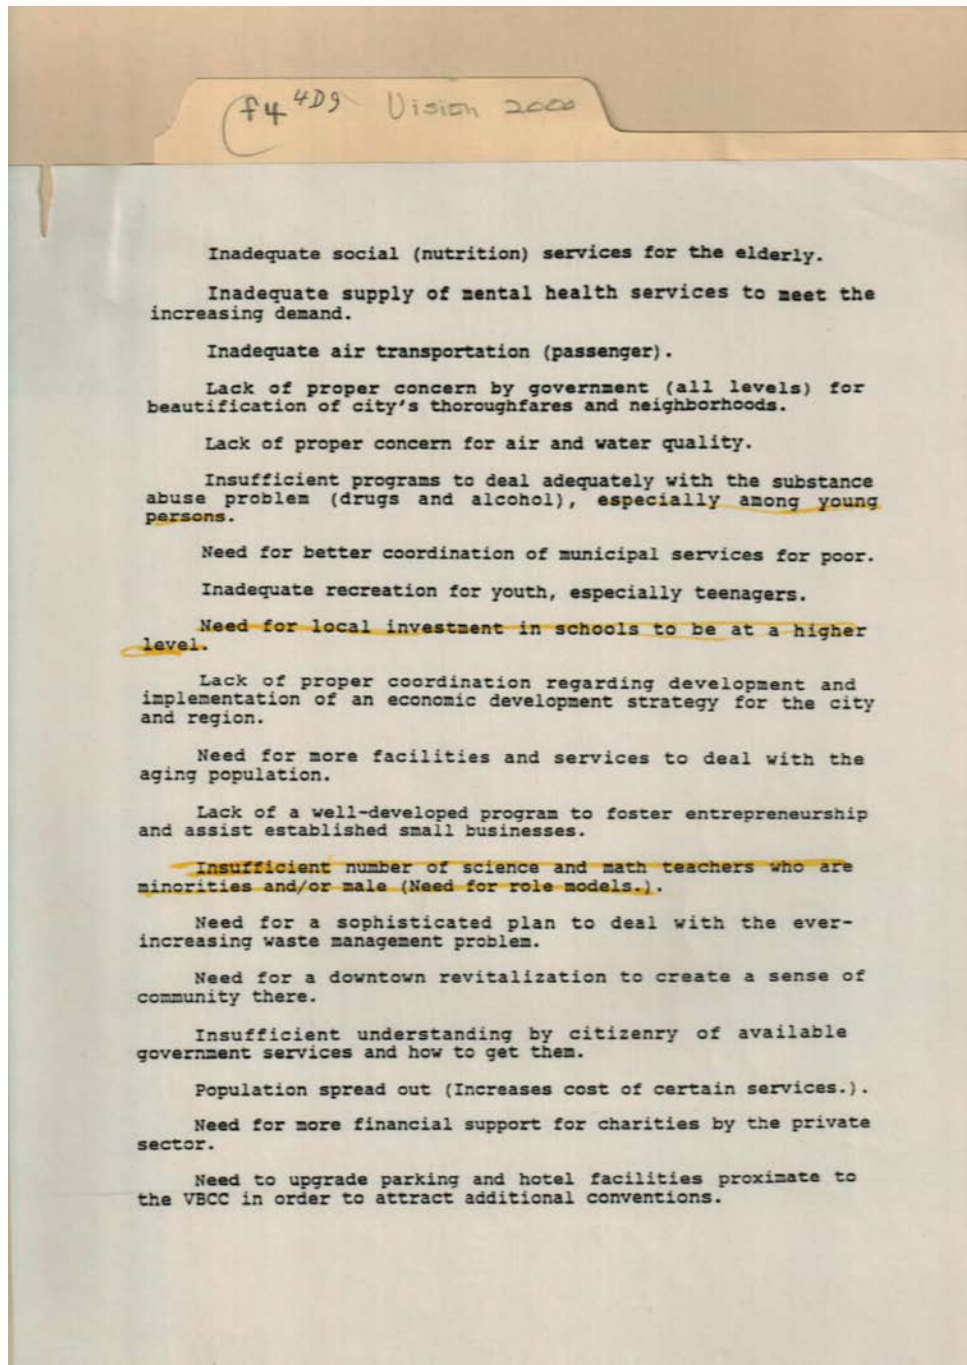 f4 4D9 Vision 2000
Inadequate social (nutrition) services for the elderly.
Inadequate supply of mental health services to meet the
increasing demand.
Inadequate air transportation (passenger).
Lack of proper concern by government (all levels) for
beautification of city's thoroughfares and neighborhoods.
Lack of proper concern for air and water quality.
Insufficient programs to deal adequately with the substance
abuse problem (drugs and alcohol), especially among young
persons.
Need for better coordination of municipal services for poor.
Inadequate recreation for youth, especially teenagers.
Need for local investment in schools to be at a higher
level.
Lack of proper coordination regarding development and
implementation of an economic development strategy for the city
and region.
Need for more facilities and services to deal with the
aging population.
Lack of a well-developed program to foster entrepreneurship
and assist established small businesses.
Insufficient number of science and math teachers who are
minorities and/or male (Need for role models.).
Need for a sophisticated plan to deal with the ever-
increasing waste management problem.
Need for a downtown revitalization to create a sense of
community there.
Insufficient understanding by citizenry of available
government services and how to get them.
Population spread out (Increases cost of certain services.).
Need for more financial support for charities by the private
sector.
Need to upgrade parking and hotel facilities proximate to
the VBCC in order to attract additional conventions.